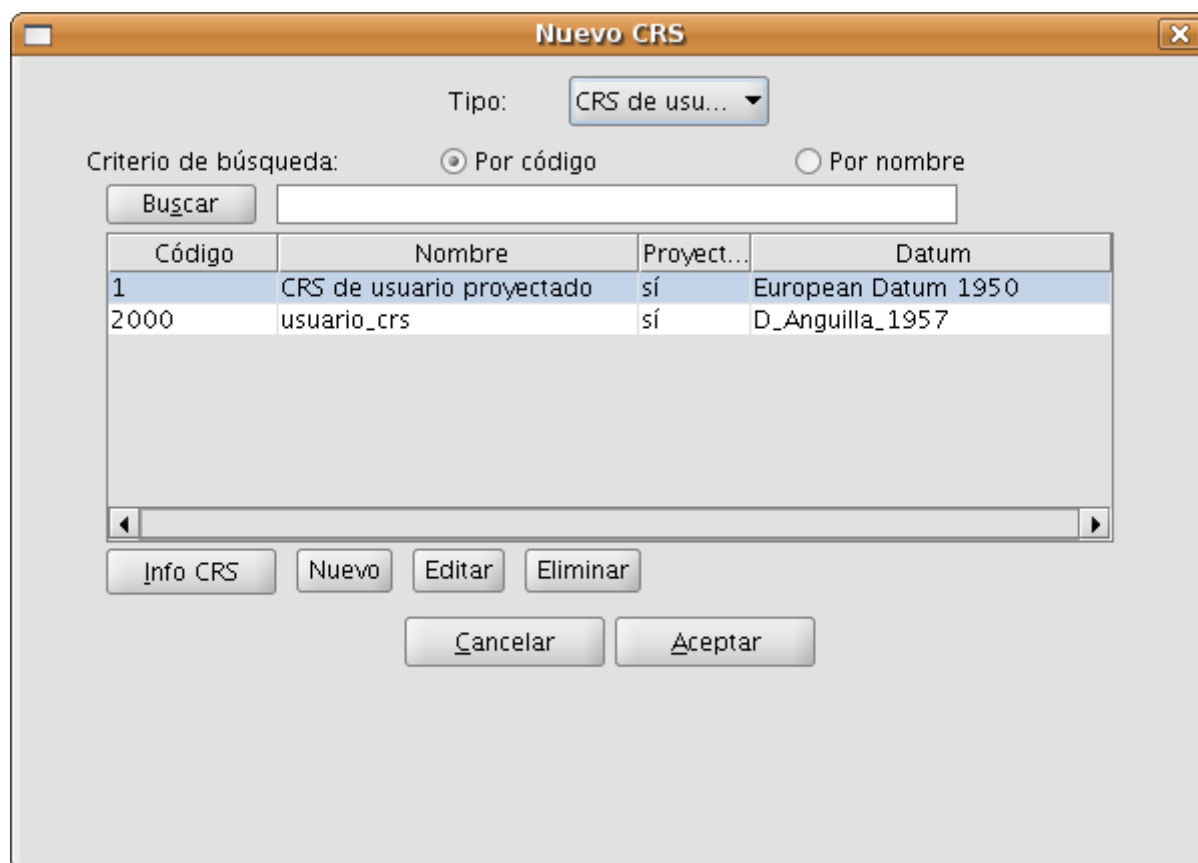 Nuevo CRS
Tipo: CRS de usu...
Criterio de búsqueda: Por código Por nombre
Buscar
Código Nombre Proyect... Datum
1 CRS de usuario proyectado sí European Datum 1950
2000 usuario_crs sí D_Anguilla_1957
Info CRS Nuevo Editar Eliminar
Cancelar Aceptar